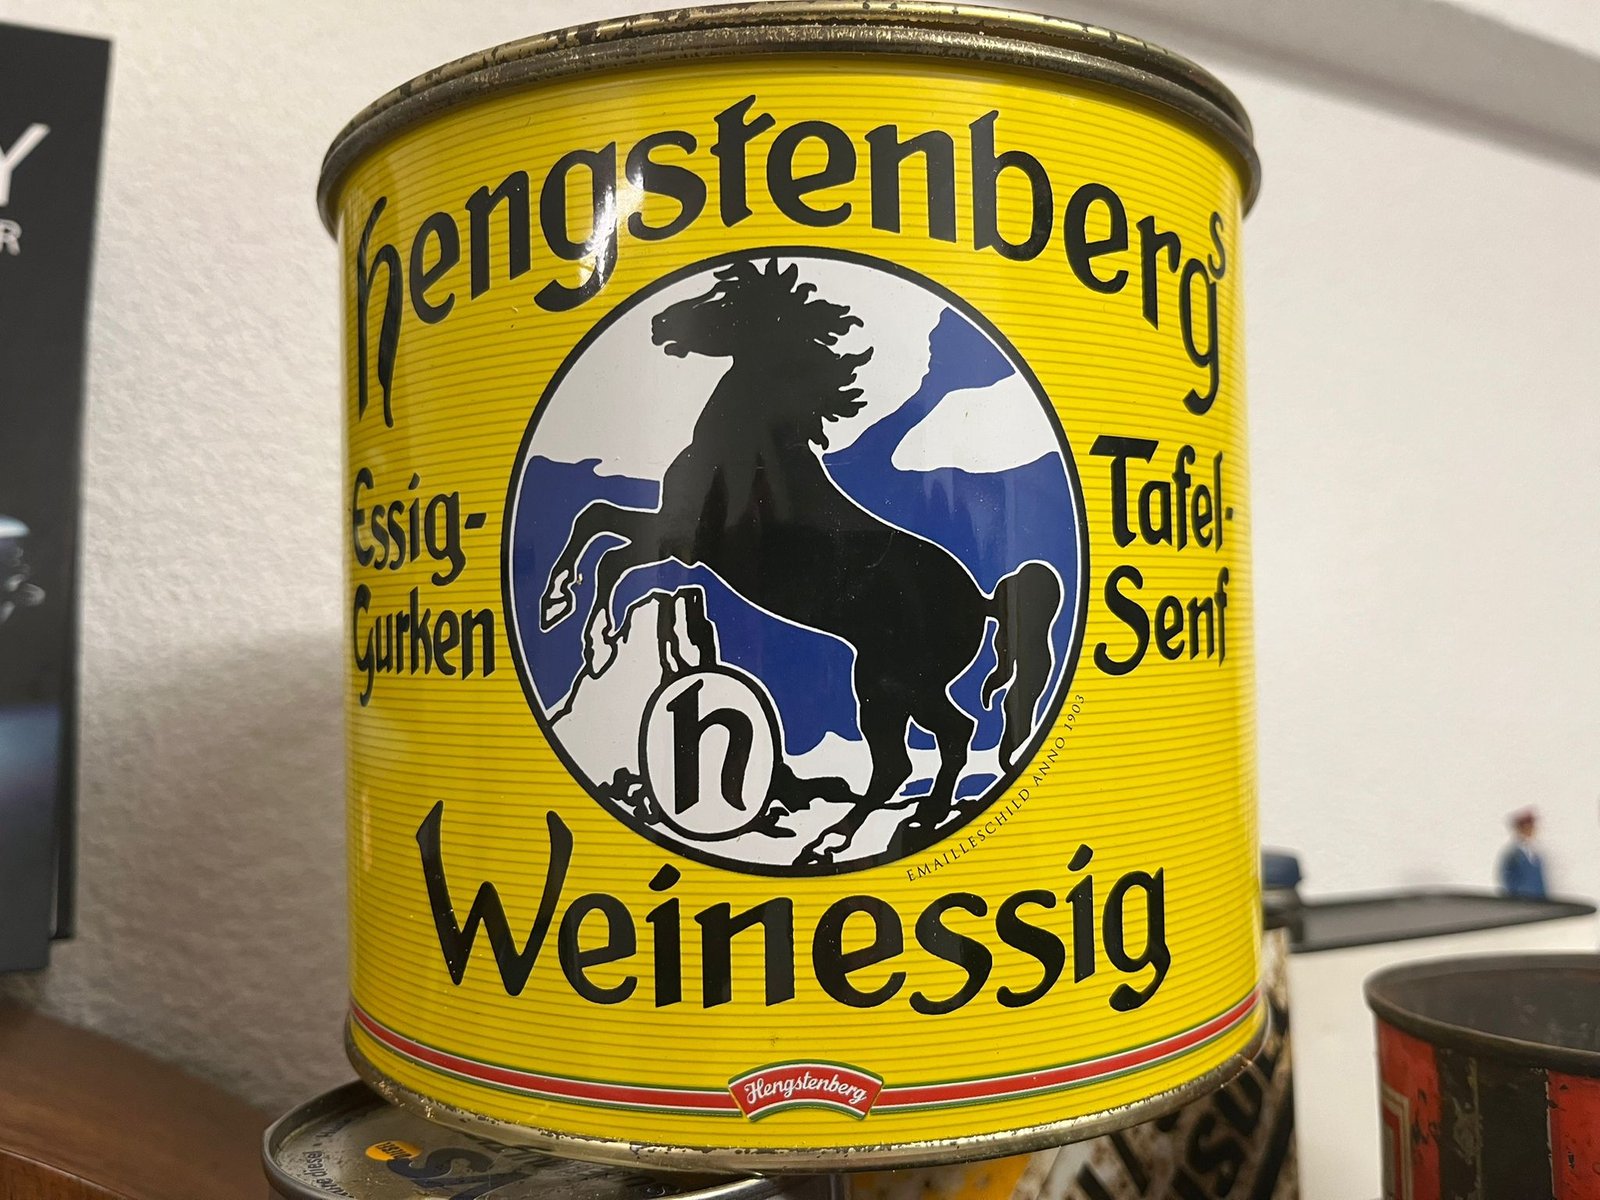 Hengstenbergs
Essig-
Gurken
Tafel-
Senf
h
EMAILLESCHILD ANNO 1903
Weinessig
Hengstenberg
Y
R